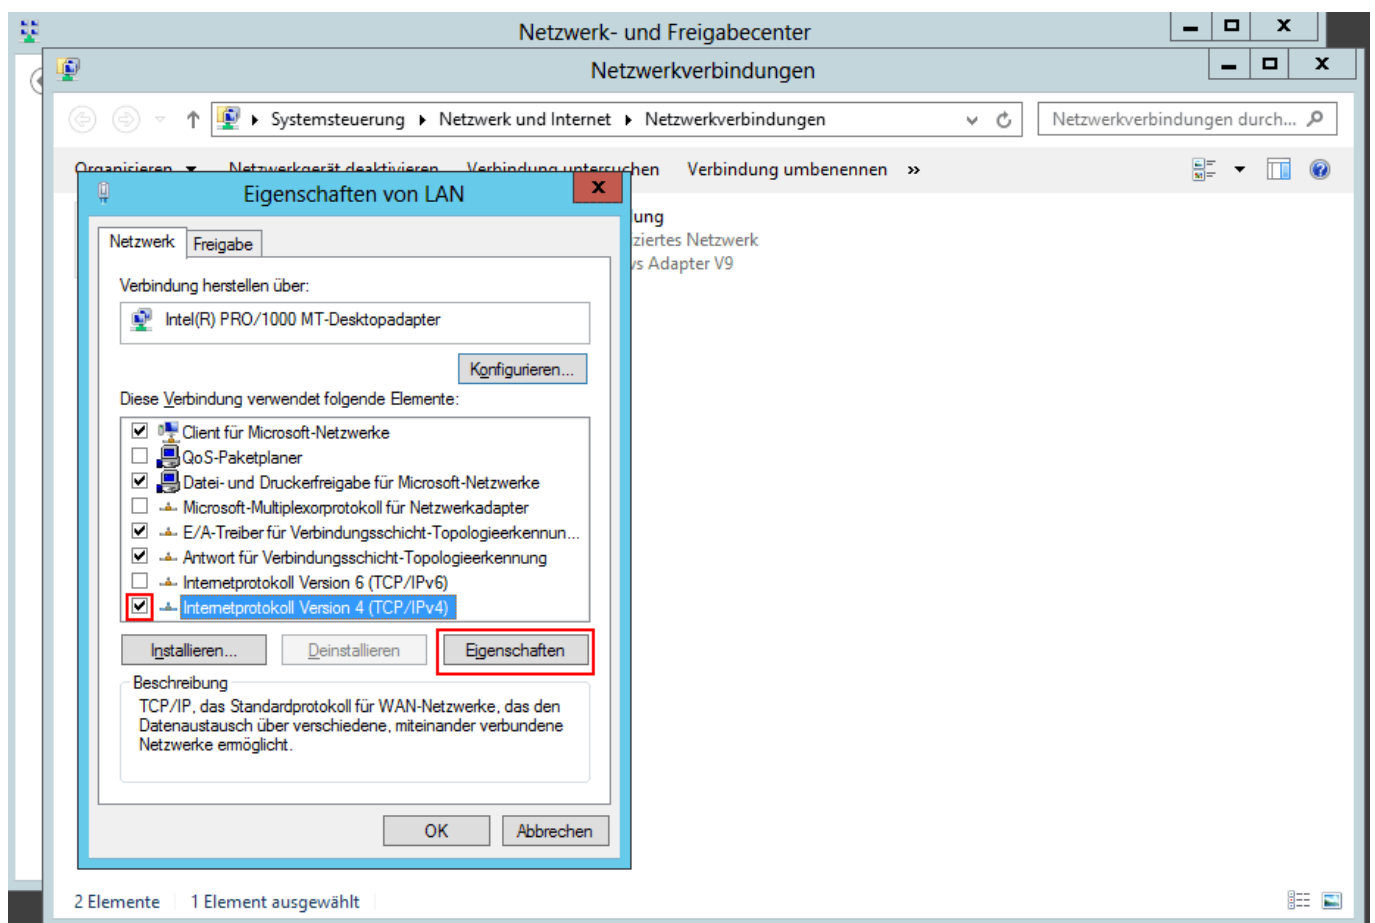 Netzwerk- und Freigabecenter
Netzwerkverbindungen
Systemsteuerung Netzwerk und Internet Netzwerkverbindungen
Netzwerkverbindungen durch...
Organisieren Netzwerkgerät deaktivieren Verbindung untersuchen Verbindung umbenennen »
Eigenschaften von LAN
lung
ziertes Netzwerk
vs Adapter V9
Netzwerk Freigabe
Verbindung herstellen über:
Intel(R) PRO/1000 MT-Desktopadapter
Konfigurieren...
Diese Verbindung verwendet folgende Elemente:
Client für Microsoft-Netzwerke
QoS-Paketplaner
Datei- und Druckerfreigabe für Microsoft-Netzwerke
Microsoft-Multiplexorprotokoll für Netzwerkadapter
E/A-Treiber für Verbindungsschicht-Topologieerkennun...
Antwort für Verbindungsschicht-Topologieerkennung
Internetprotokoll Version 6 (TCP/IPv6)
Internetprotokoll Version 4 (TCP/IPv4)
Installieren... Deinstallieren Eigenschaften
Beschreibung
TCP/IP, das Standardprotokoll für WAN-Netzwerke, das den
Datenaustausch über verschiedene, miteinander verbundene
Netzwerke ermöglicht.
OK Abbrechen
2 Elemente 1 Element ausgewählt